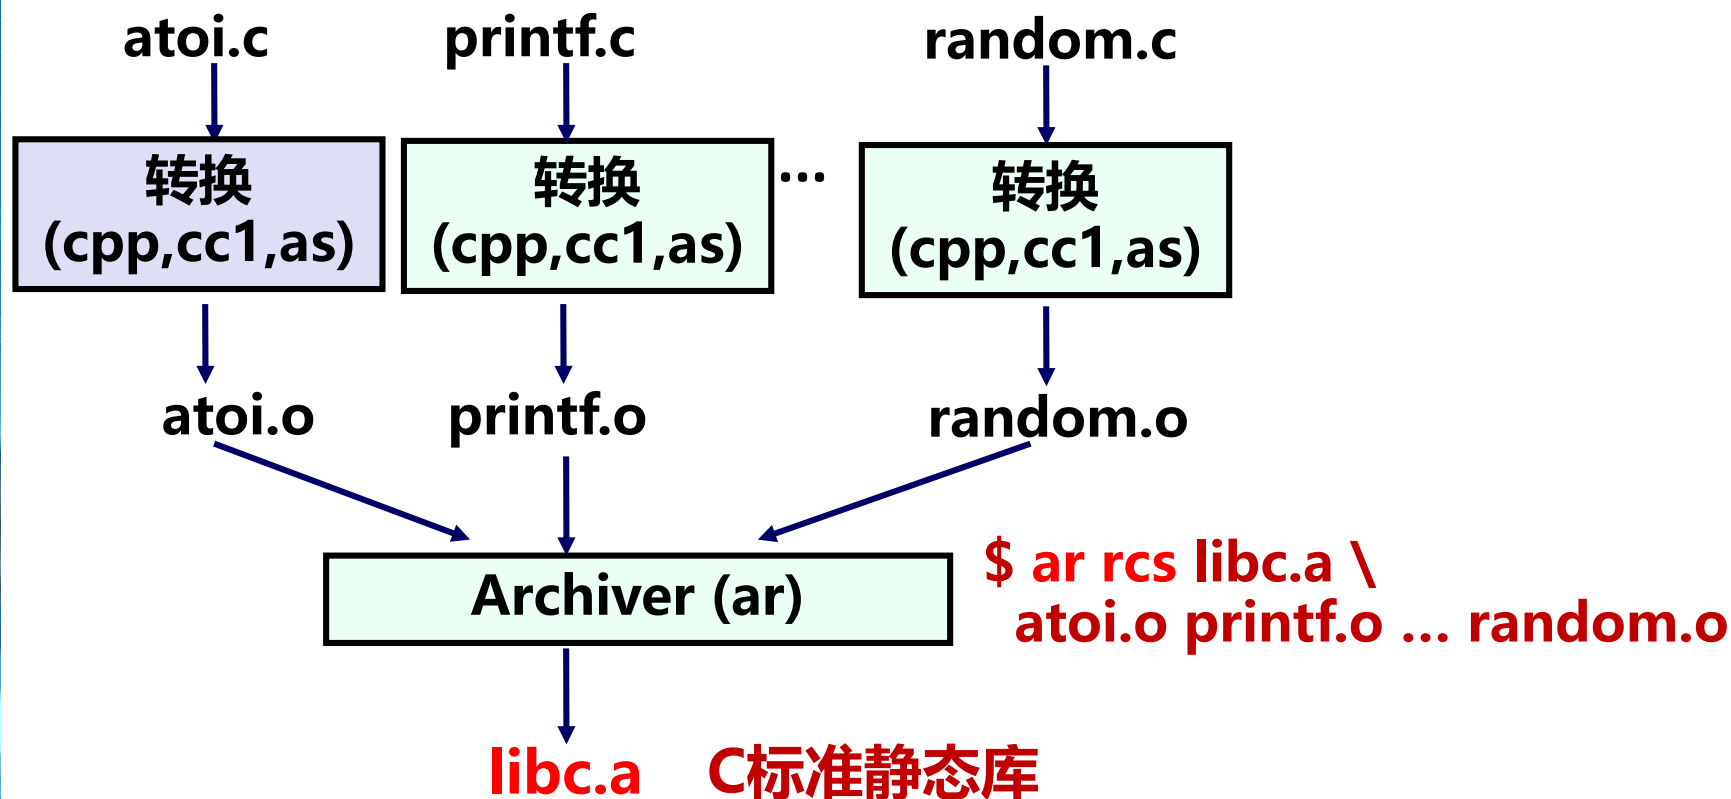 atoi.c
printf.c
random.c
转换
(cpp,cc1,as)
转换
(cpp,cc1,as)
...
转换
(cpp,cc1,as)
atoi.o
printf.o
random.o
Archiver (ar)
$ ar rcs libc.a \
atoi.o printf.o ... random.o
libc.a
C标准静态库